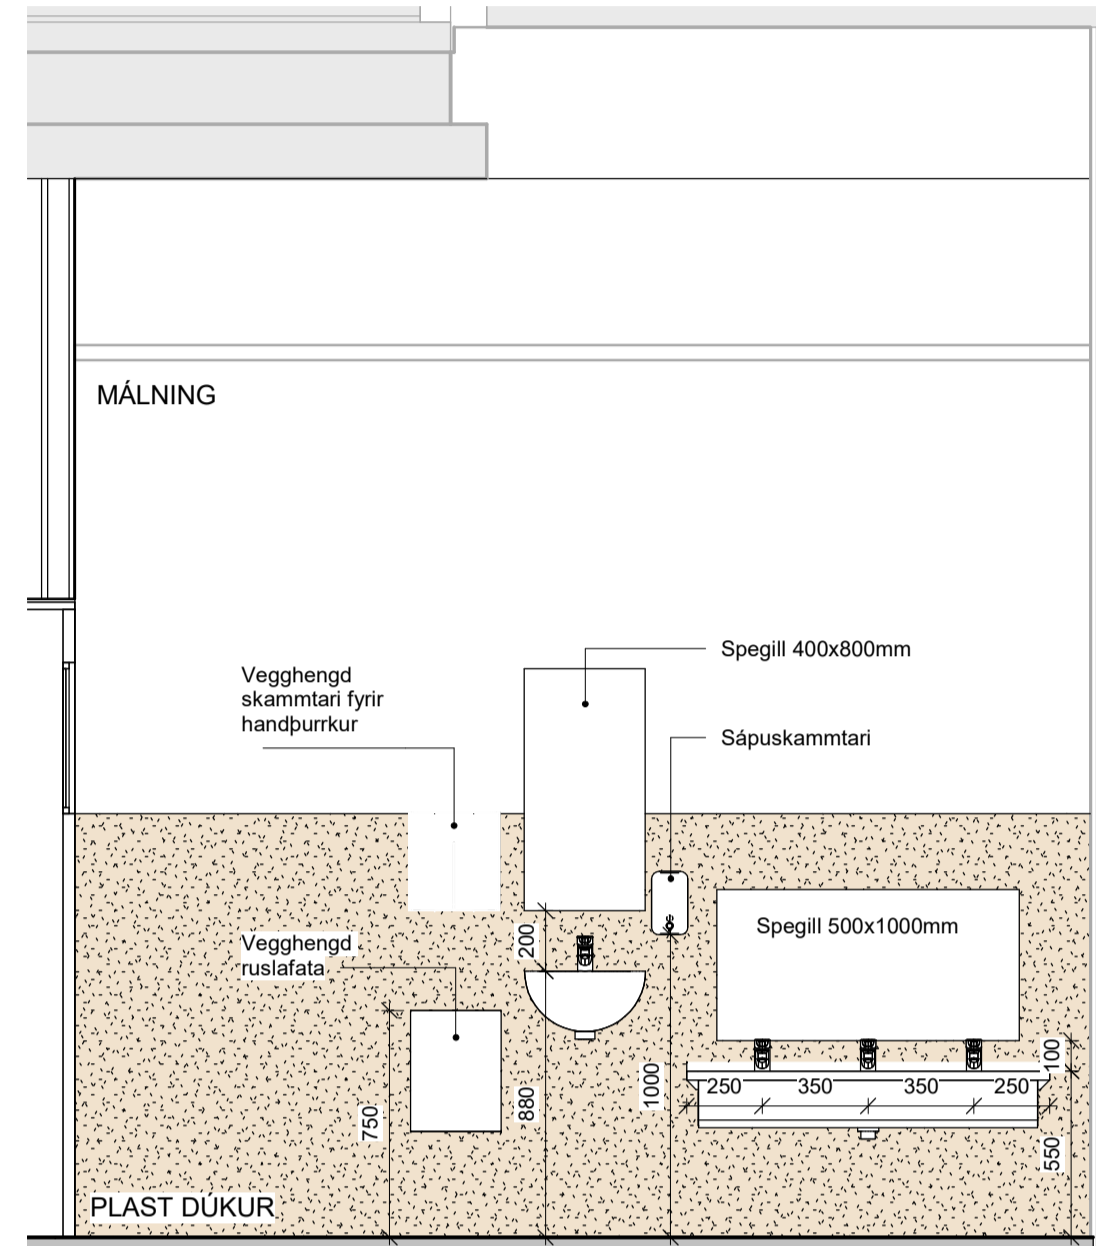 MÁLNING
Spegill 400x800mm
Vegghengd
skammtari fyrir
handþurrkur
Sápuskammtari
Spegill 500x1000mm
Vegghengd
ruslafata
200
100
250 350 350 250
1000
880
750
550
PLAST DÚKUR